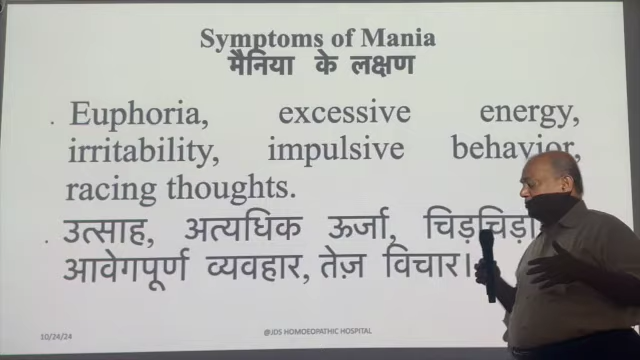 Symptoms of Mania
मैनिया के लक्षण
. Euphoria, excessive energy,
irritability, impulsive behavior,
racing thoughts.
. उत्साह, अत्यधिक ऊर्जा,
आवेगपूर्ण व्यवहार, तेज़ विचार।
10/24/24
@JDS HOMOEOPATHIC HOSPITAL